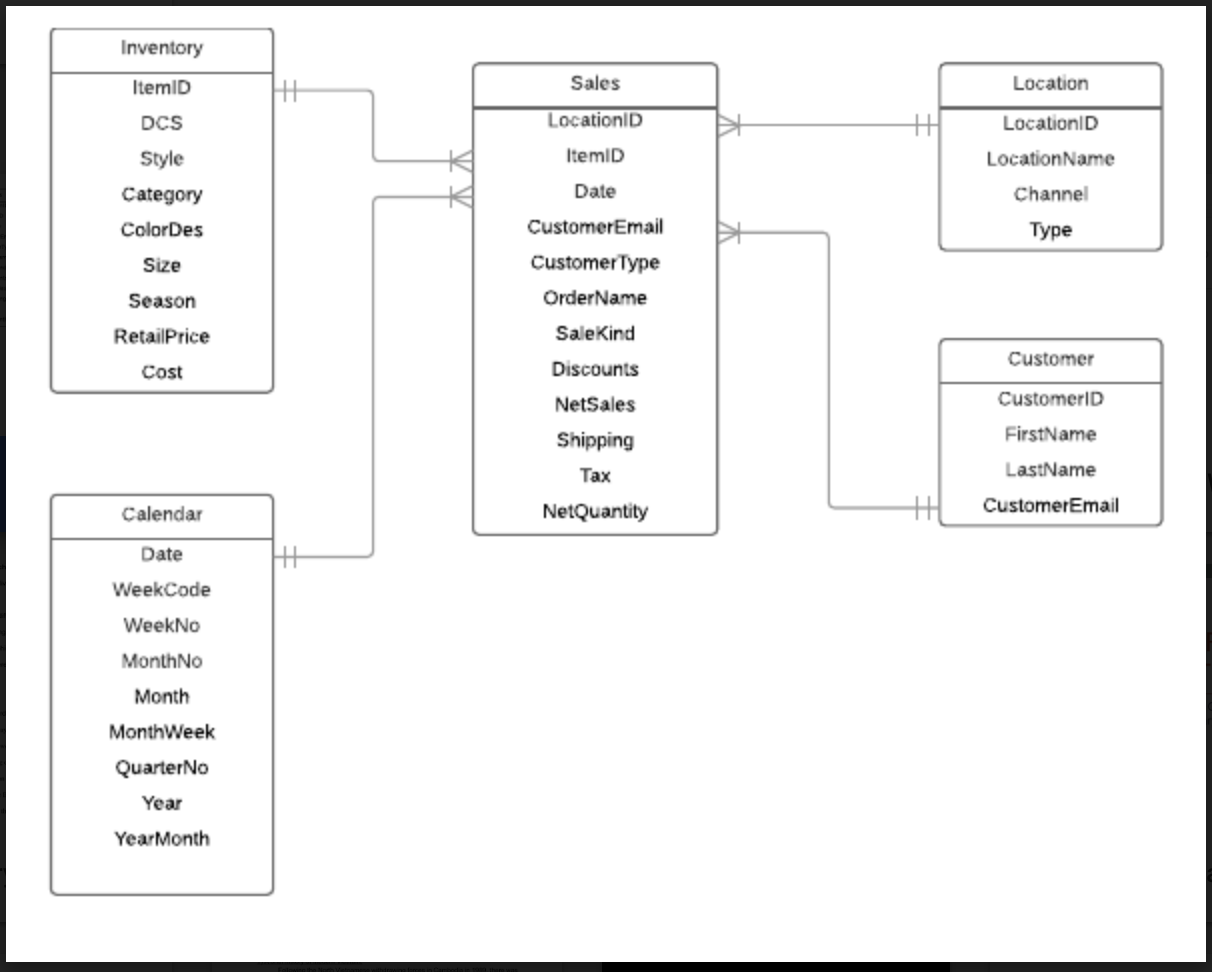 Inventory
ItemID
DCS
Style
Category
ColorDes
Size
Season
RetailPrice
Cost
Calendar
Date
WeekCode
WeekNo
MonthNo
Month
MonthWeek
QuarterNo
Year
YearMonth
Sales
LocationID
ItemID
Date
CustomerEmail
CustomerType
OrderName
SaleKind
Discounts
NetSales
Shipping
Tax
NetQuantity
Location
LocationID
LocationName
Channel
Type
Customer
CustomerID
FirstName
LastName
CustomerEmail